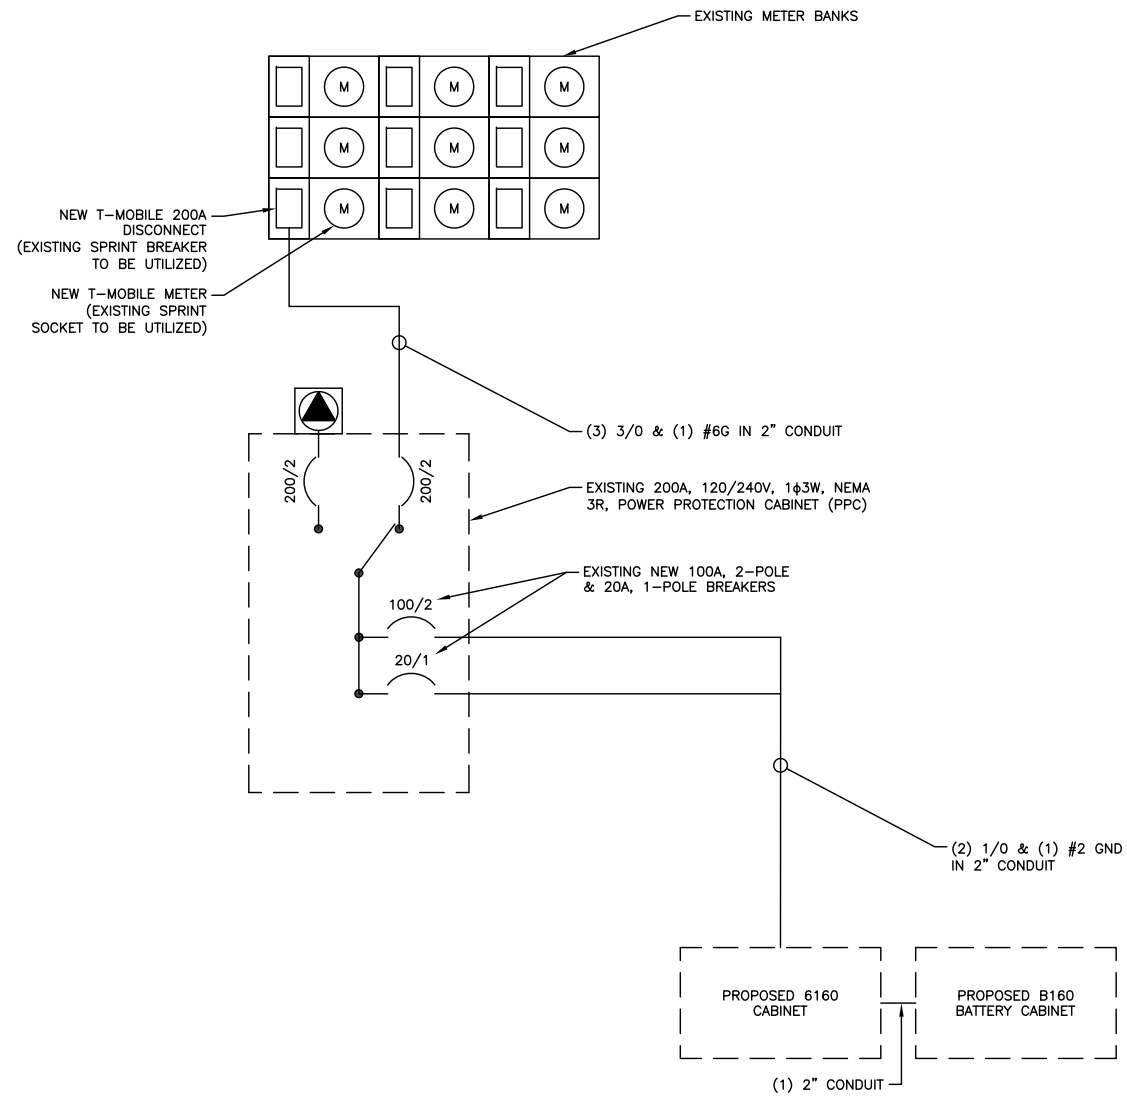 EXISTING METER BANKS
M M M
M M M
M M M
NEW T-MOBILE 200A
DISCONNECT
(EXISTING SPRINT BREAKER
TO BE UTILIZED)
NEW T-MOBILE METER
(EXISTING SPRINT
SOCKET TO BE UTILIZED)
(3) 3/0 & (1) #6G IN 2" CONDUIT
200/2
200/2
EXISTING 200A, 120/240V, 1ϕ3W, NEMA
3R, POWER PROTECTION CABINET (PPC)
EXISTING NEW 100A, 2-POLE
& 20A, 1-POLE BREAKERS
100/2
20/1
(2) 1/0 & (1) #2 GND
IN 2" CONDUIT
PROPOSED 6160
CABINET
PROPOSED B160
BATTERY CABINET
(1) 2" CONDUIT